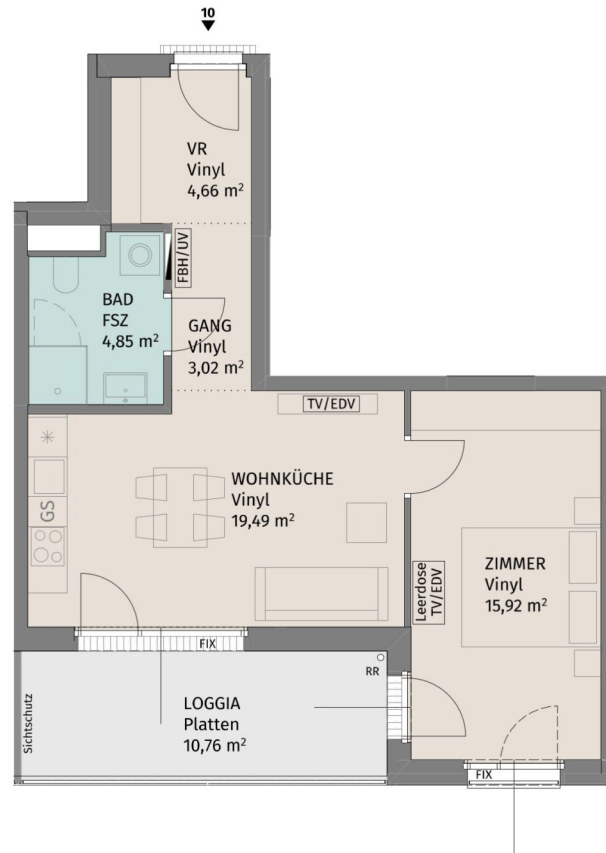 10
VR
Vinyl
4,66 m²
FBH/UV
BAD
FSZ
4,85 m²
GANG
Vinyl
3,02 m²
TV/EDV
GS
WOHNKÜCHE
Vinyl
19,49 m²
Leerdose
TV/EDV
ZIMMER
Vinyl
15,92 m²
FIX
RR
Sichtschutz
LOGGIA
Platten
10,76 m²
FIX